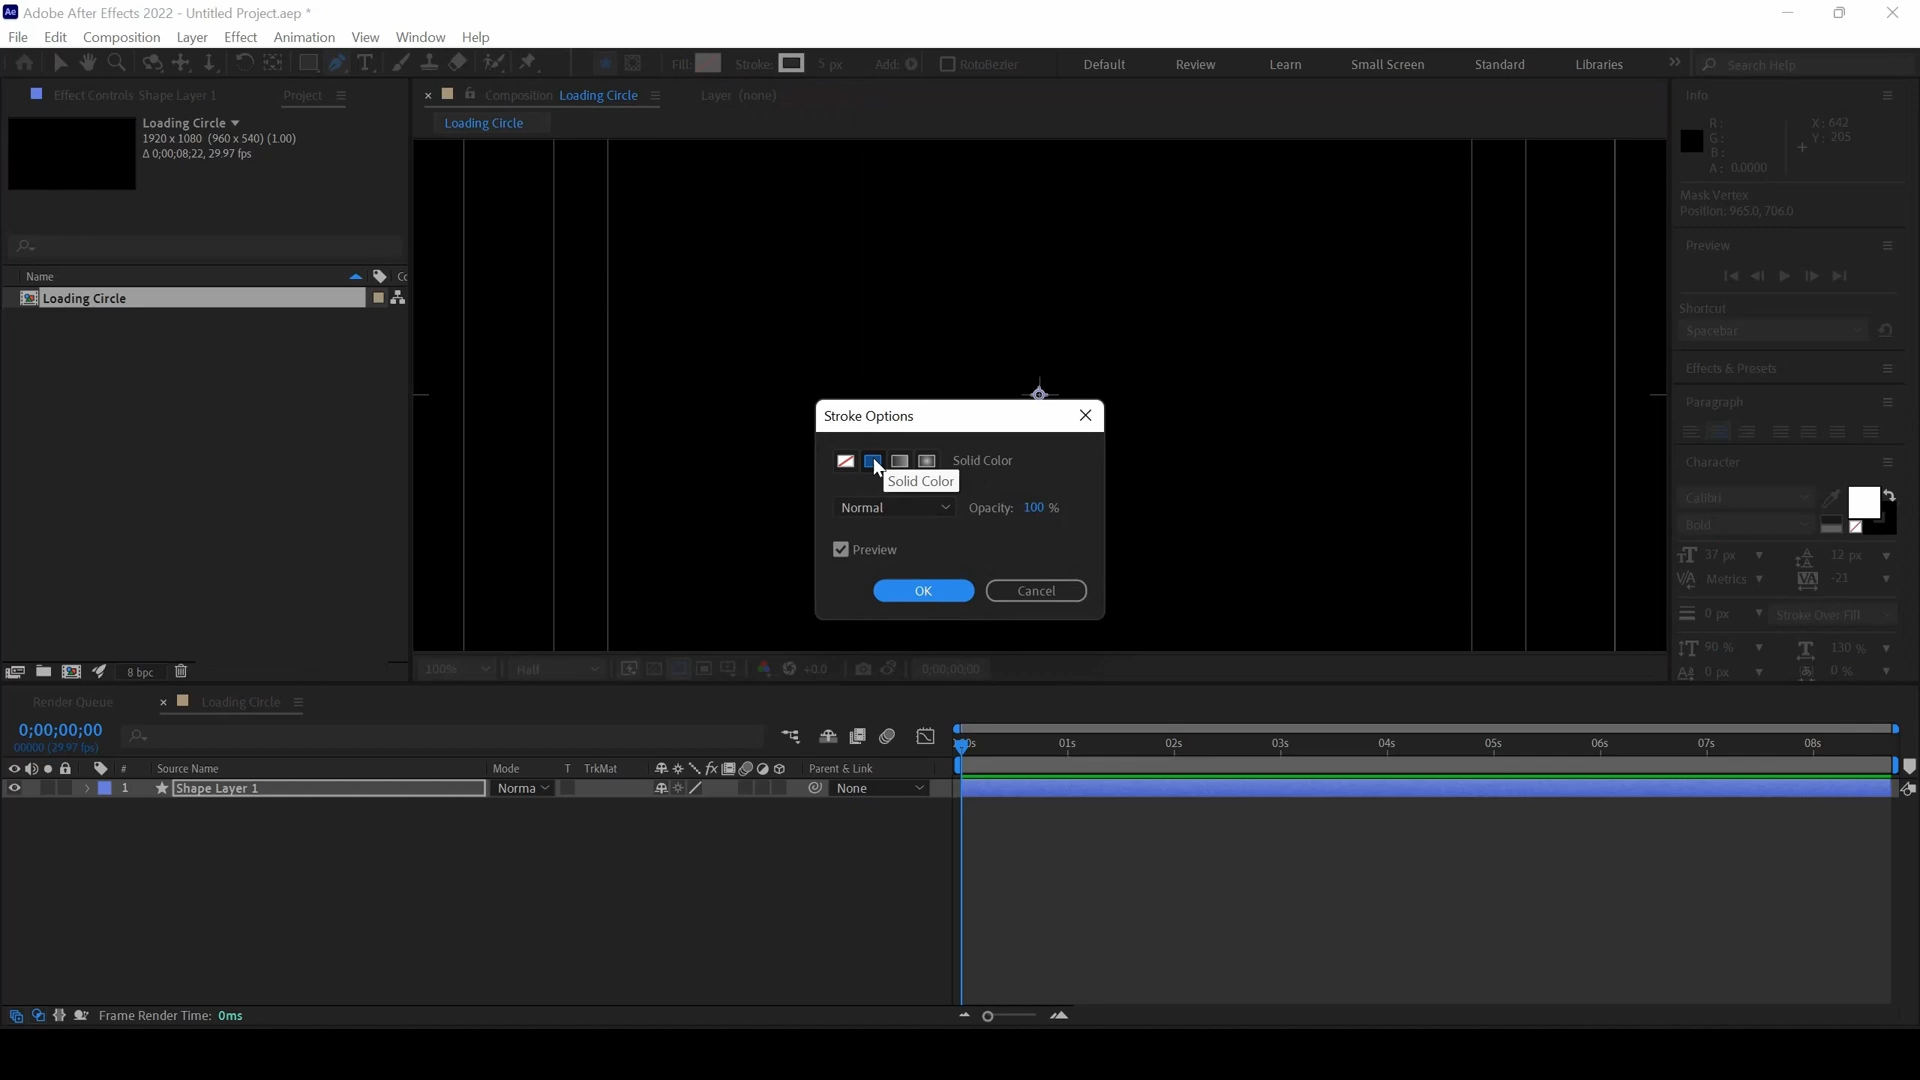 Ae Adobe After Effects 2022 - Untitled Project.aep *
File Edit Composition Layer Effect Animation View Window Help
Fill: Stroke: 5 px Add: RotoBezier Default Review Learn Small Screen Standard Libraries Search Help
Effect Controls Shape Layer 1 Project
Composition Loading Circle Layer (none)
Loading Circle
Loading Circle
1920 x 1080 (960 x 540) (1.00)
Δ 0;00;08;22, 29.97 fps
Name
Loading Circle
8 bpc
Stroke Options
Solid Color
Solid Color
Normal Opacity: 100 %
Preview
OK Cancel
100% Half +0.0 0;00;00;00
Info
R: X: 642
G: Y: 205
B:
A: 0.0000
Mask Vertex
Position: 965.0, 706.0
Preview
Shortcut
Spacebar
Effects & Presets
Paragraph
Character
Calibri
Bold
37 px 12 px
Metrics -21
0 px Stroke Over Fill
90 % 130 %
0 px 0 %
Render Queue Loading Circle
0;00;00;00
00000 (29.97 fps)
01s 02s 03s 04s 05s 06s 07s 08s
# Source Name Mode T TrkMat fx Parent & Link
1 Shape Layer 1 Norma None
Frame Render Time: 0ms